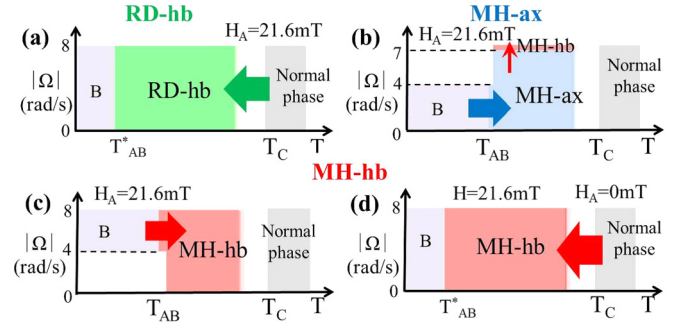 RD-hb
MH-ax
(a)
H_A=21.6mT
8
|Ω|
(rad/s)
0
B
RD-hb
Normal
phase
T*_AB
T_C
T
(b)
H_A=21.6mT
MH-hb
7
4
|Ω|
(rad/s)
0
B
MH-ax
Normal
phase
T_AB
T_C
T
MH-hb
(c)
H_A=21.6mT
8
4
|Ω|
(rad/s)
0
B
MH-hb
Normal
phase
T_AB
T_C
T
(d)
H=21.6mT
H_A=0mT
8
|Ω|
(rad/s)
0
B
MH-hb
Normal
phase
T*_AB
T_C
T